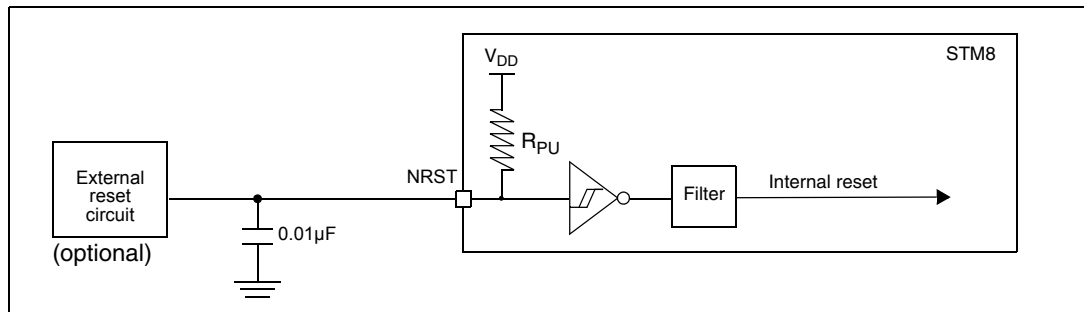 STM8
VDD
RPU
NRST
External
reset
circuit
(optional)
0.01µF
Filter
Internal reset